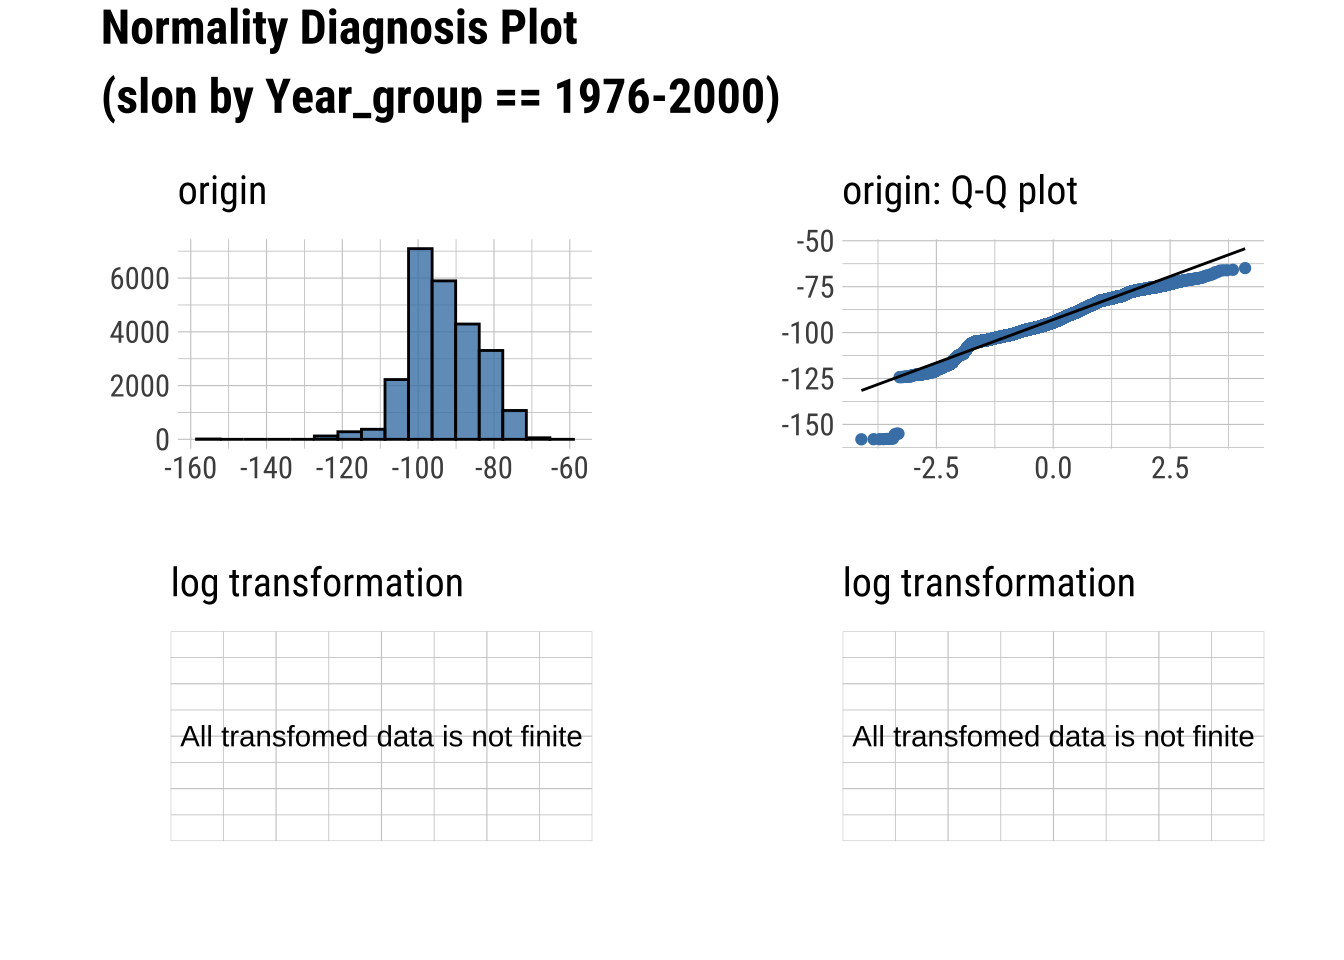 Normality Diagnosis Plot
(slon by Year_group == 1976-2000)
origin
6000
4000
2000
0
-160 -140 -120 -100 -80 -60
origin: Q-Q plot
-50
-75
-100
-125
-150
-2.5 0.0 2.5
log transformation
All transfomed data is not finite
log transformation
All transfomed data is not finite